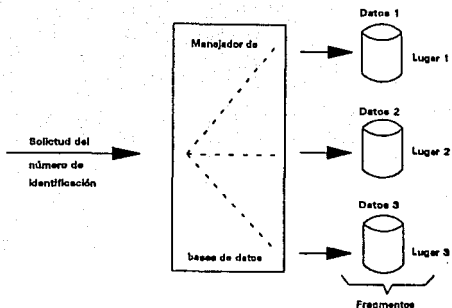 Datos 1
Manejador de
Lugar 1
Datos 2
Solicitud del
número de
identificación
Lugar 2
Datos 3
bases de datos
Lugar 3
Fragmentos